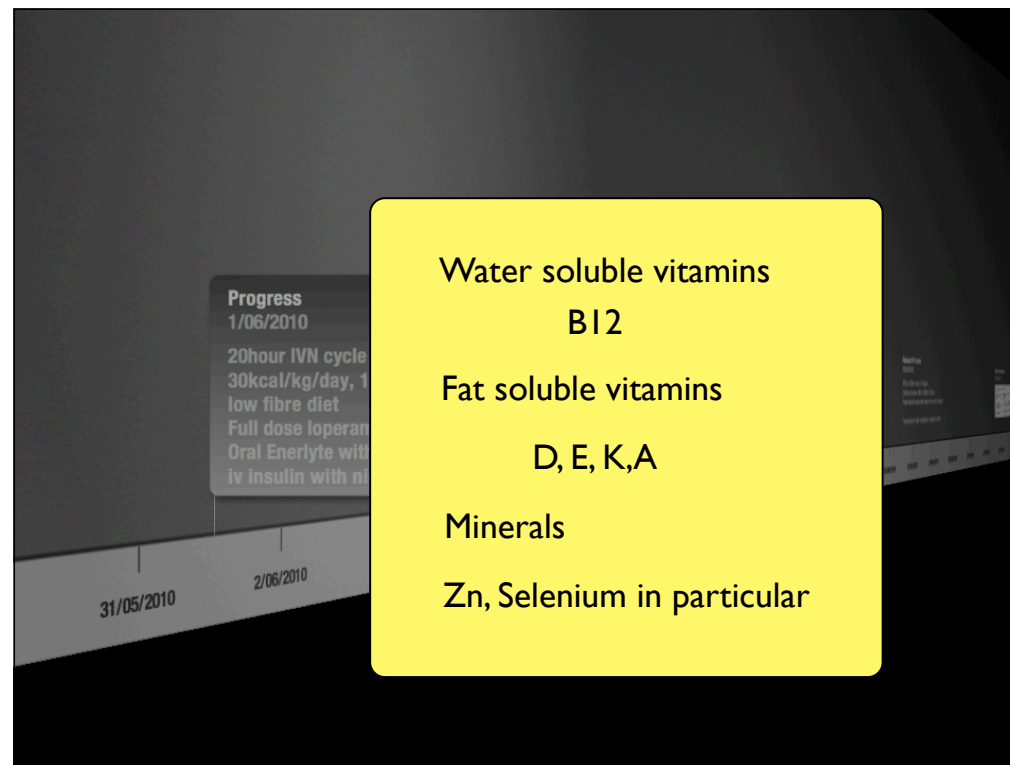 Progress
1/06/2010
20hour IVN cycle
30kcal/kg/day, 1
low fibre diet
Full dose loperan
Oral Enerlyte with
iv insulin with ni
31/05/2010
2/06/2010
Water soluble vitamins
B12
Fat soluble vitamins
D, E, K,A
Minerals
Zn, Selenium in particular